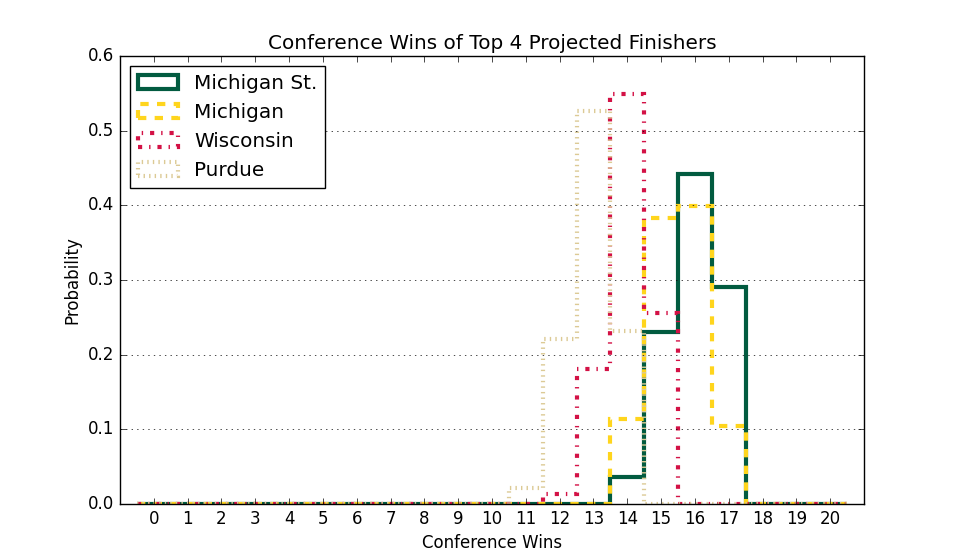 Conference Wins of Top 4 Projected Finishers
0.6
0.5
0.4
0.3
0.2
0.1
0.0
Probability
Michigan St.
Michigan
Wisconsin
Purdue
0 1 2 3 4 5 6 7 8 9 10 11 12 13 14 15 16 17 18 19 20
Conference Wins